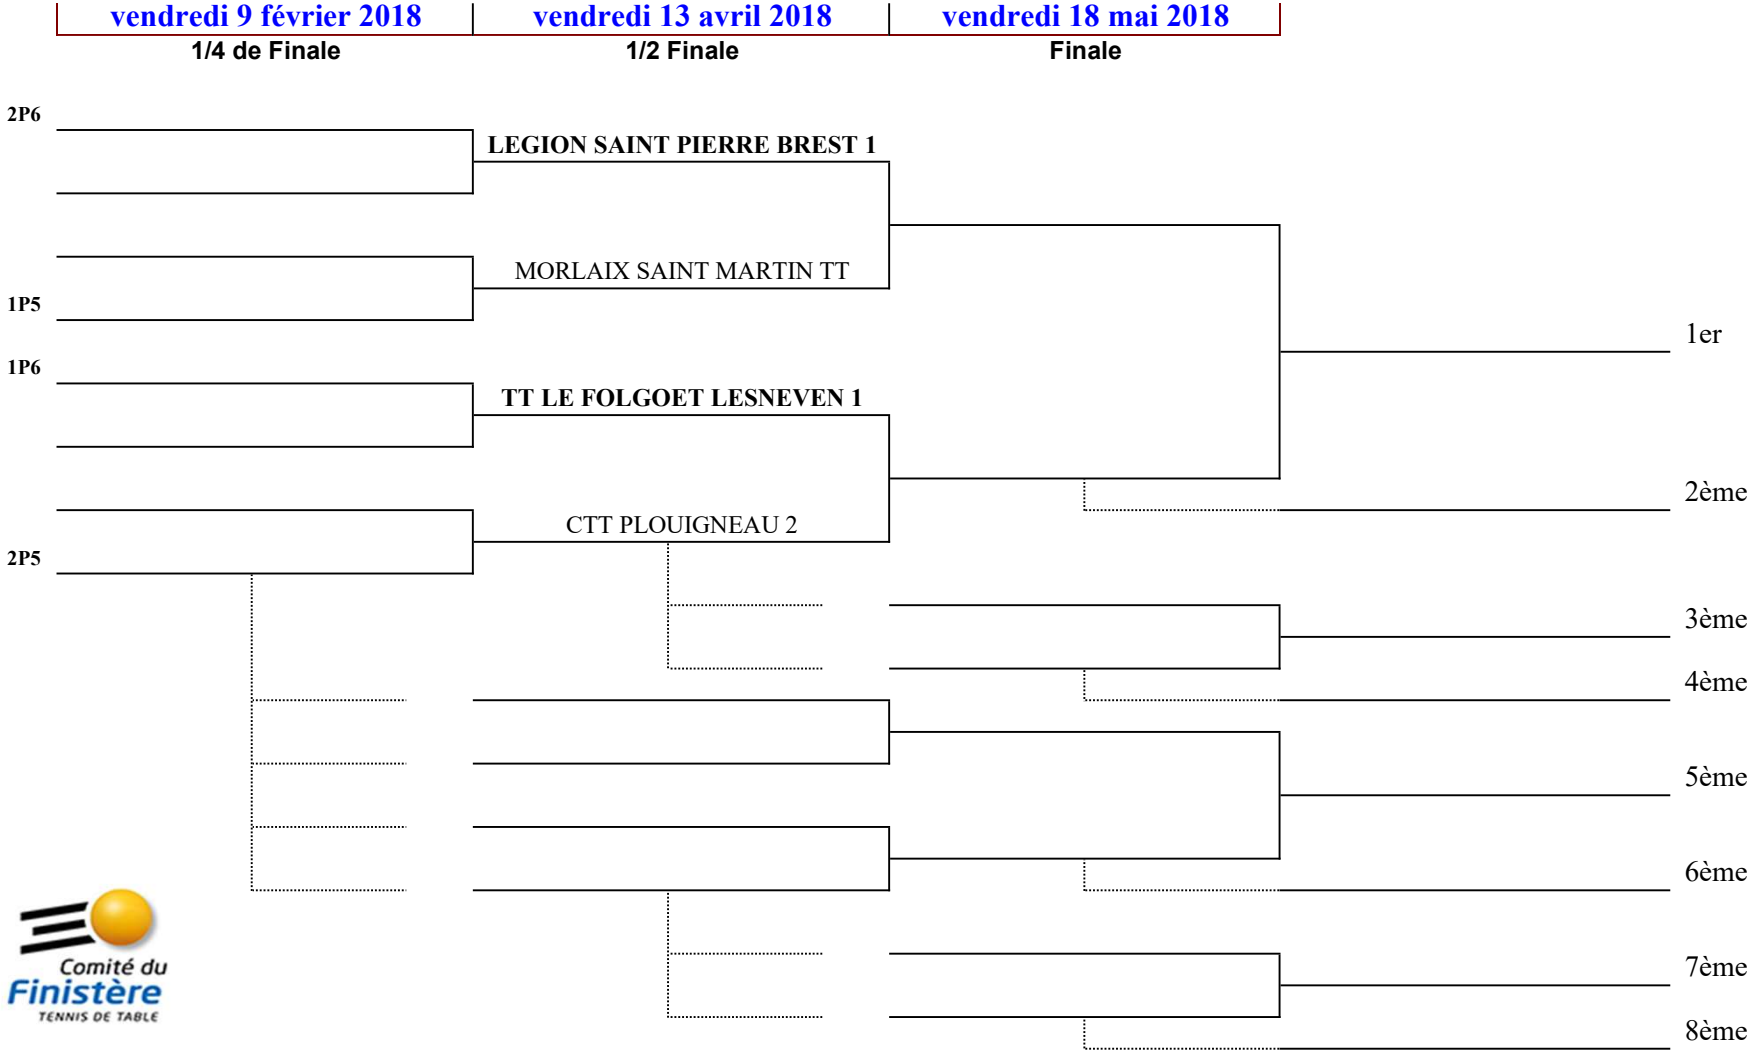 vendredi 9 février 2018 vendredi 13 avril 2018 vendredi 18 mai 2018
1/4 de Finale 1/2 Finale Finale
2P6
LEGION SAINT PIERRE BREST 1
MORLAIX SAINT MARTIN TT
1P5
1er
1P6
TT LE FOLGOET LESNEVEN 1
2ème
CTT PLOUIGNEAU 2
2P5
3ème
4ème
5ème
6ème
7ème
8ème
Comité du
Finistère
TENNIS DE TABLE